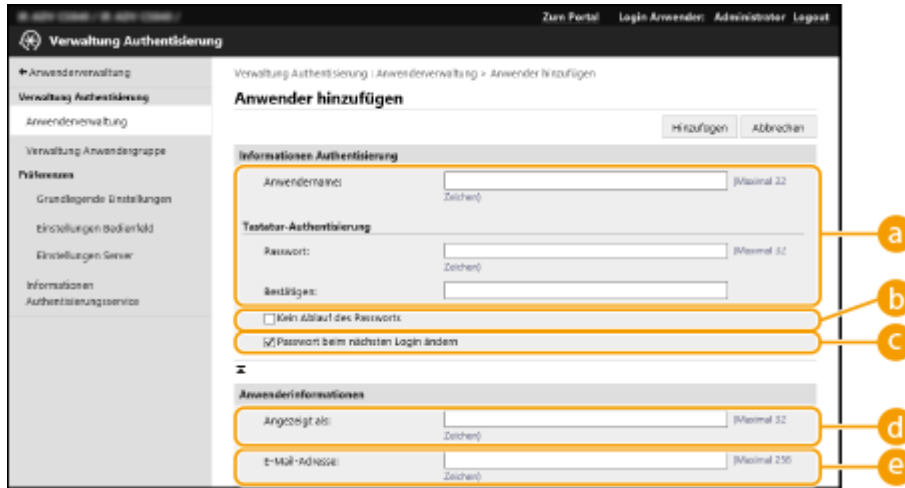 Zum Portal Login Anwender: Administrator Logout
Verwaltung Authentisierung
Anwenderverwaltung
Verwaltung Authentisierung : Anwenderverwaltung > Anwender hinzufügen
Verwaltung Authentisierung
Anwender hinzufügen
Anwenderverwaltung
Hinzufügen Abbrechen
Verwaltung Anwendergruppe
Informationen Authentisierung
Präferenzen
Anwendername: (Maximal 32
Zeichen)
Grundlegende Einstellungen
Einstellungen Bedienfeld
Tastatur-Authentisierung
a
Einstellungen Server
Passwort: (Maximal 32
Zeichen)
Informationen
Authentisierungsservice
Bestätigen:
b
Kein Ablauf des Passworts
Passwort beim nächsten Login ändern
c
Anwenderinformationen
Angezeigt als: (Maximal 32
Zeichen)
d
E-Mail-Adresse: (Maximal 256
Zeichen)
e